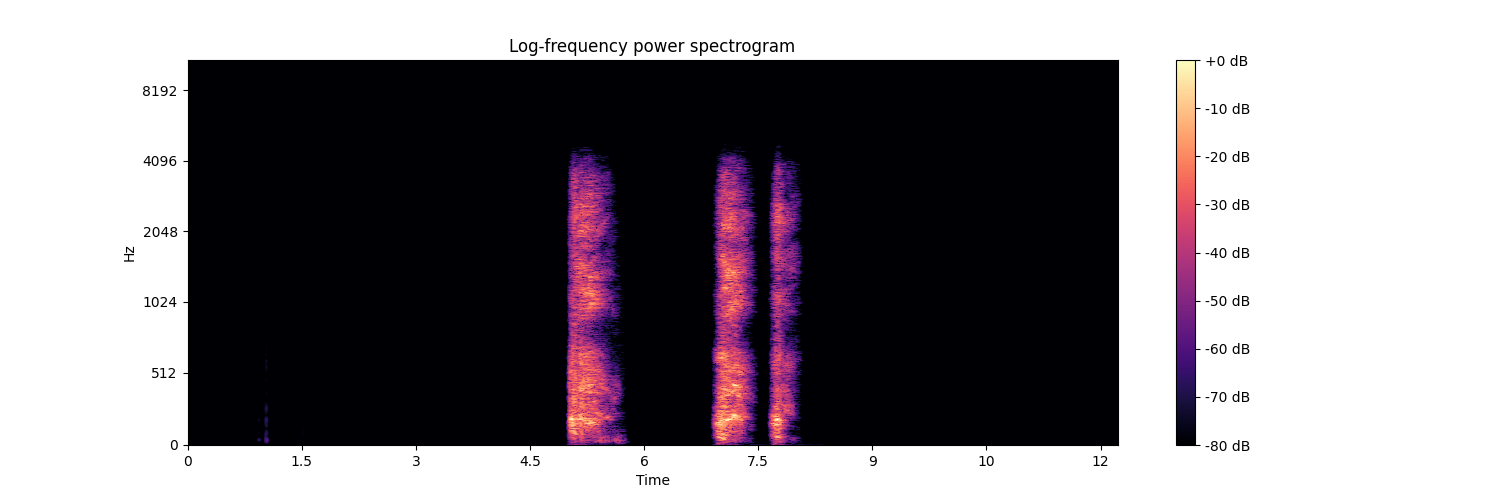 Log-frequency power spectrogram
Hz
8192
4096
2048
1024
512
0
0 1.5 3 4.5 6 7.5 9 10 12
Time
+0 dB
-10 dB
-20 dB
-30 dB
-40 dB
-50 dB
-60 dB
-70 dB
-80 dB